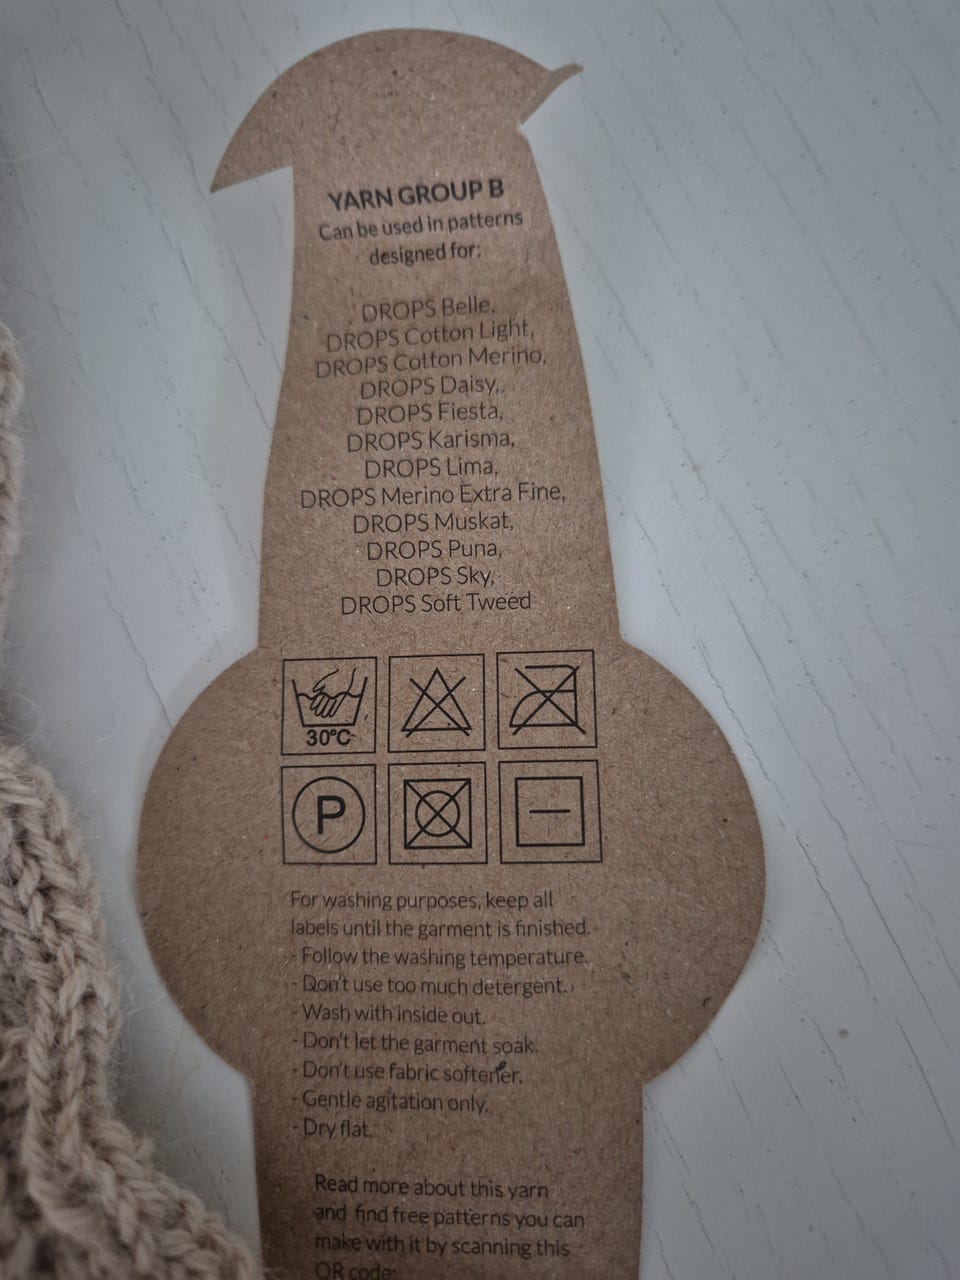 YARN GROUP B
Can be used in patterns
designed for:
DROPS Belle,
DROPS Cotton Light,
DROPS Cotton Merino,
DROPS Daisy,
DROPS Fiesta,
DROPS Karisma,
DROPS Lima,
DROPS Merino Extra Fine,
DROPS Muskat,
DROPS Puna,
DROPS Sky,
DROPS Soft Tweed
30°C
P
For washing purposes, keep all
labels until the garment is finished.
- Follow the washing temperature.
- Don't use too much detergent.
- Wash with inside out.
- Don't let the garment soak.
- Don't use fabric softener.
- Gentle agitation only.
- Dry flat.
Read more about this yarn
and find free patterns you can
make with it by scanning this
QR code: